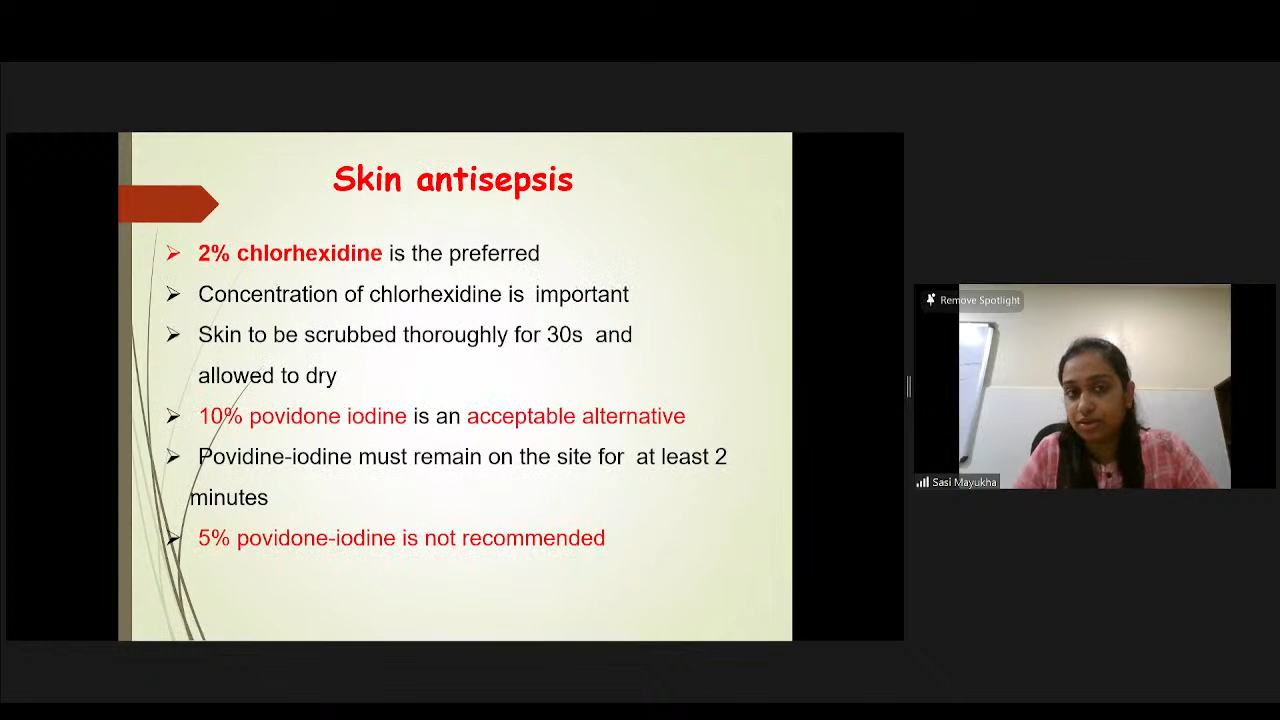 Skin antisepsis
2% chlorhexidine is the preferred
Concentration of chlorhexidine is important
Skin to be scrubbed thoroughly for 30s and
allowed to dry
10% povidone iodine is an acceptable alternative
Povidine-iodine must remain on the site for at least 2
minutes
5% povidone-iodine is not recommended
Remove Spotlight
Sasi Mayukha